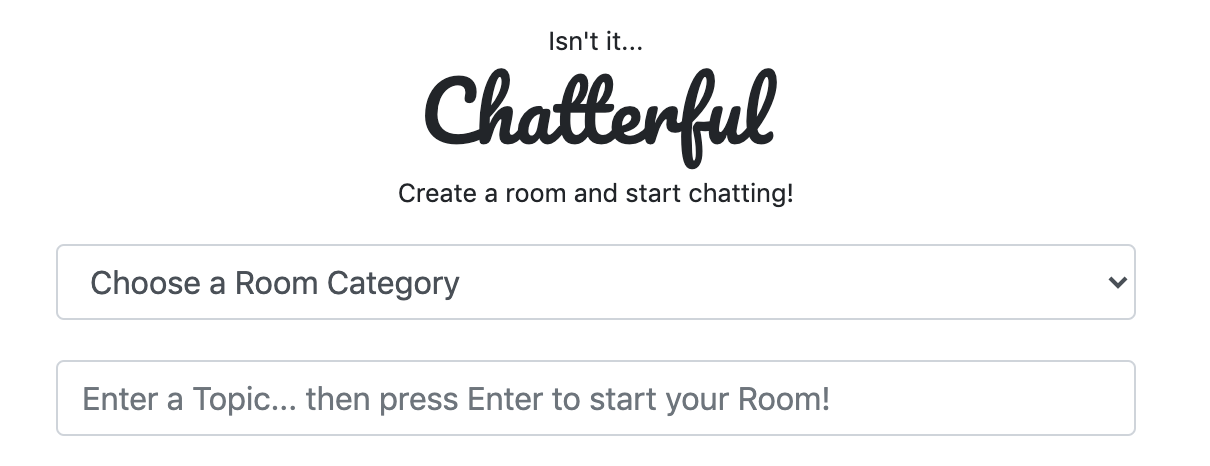 Isn't it...
Chatterful
Create a room and start chatting!
Choose a Room Category
Enter a Topic... then press Enter to start your Room!